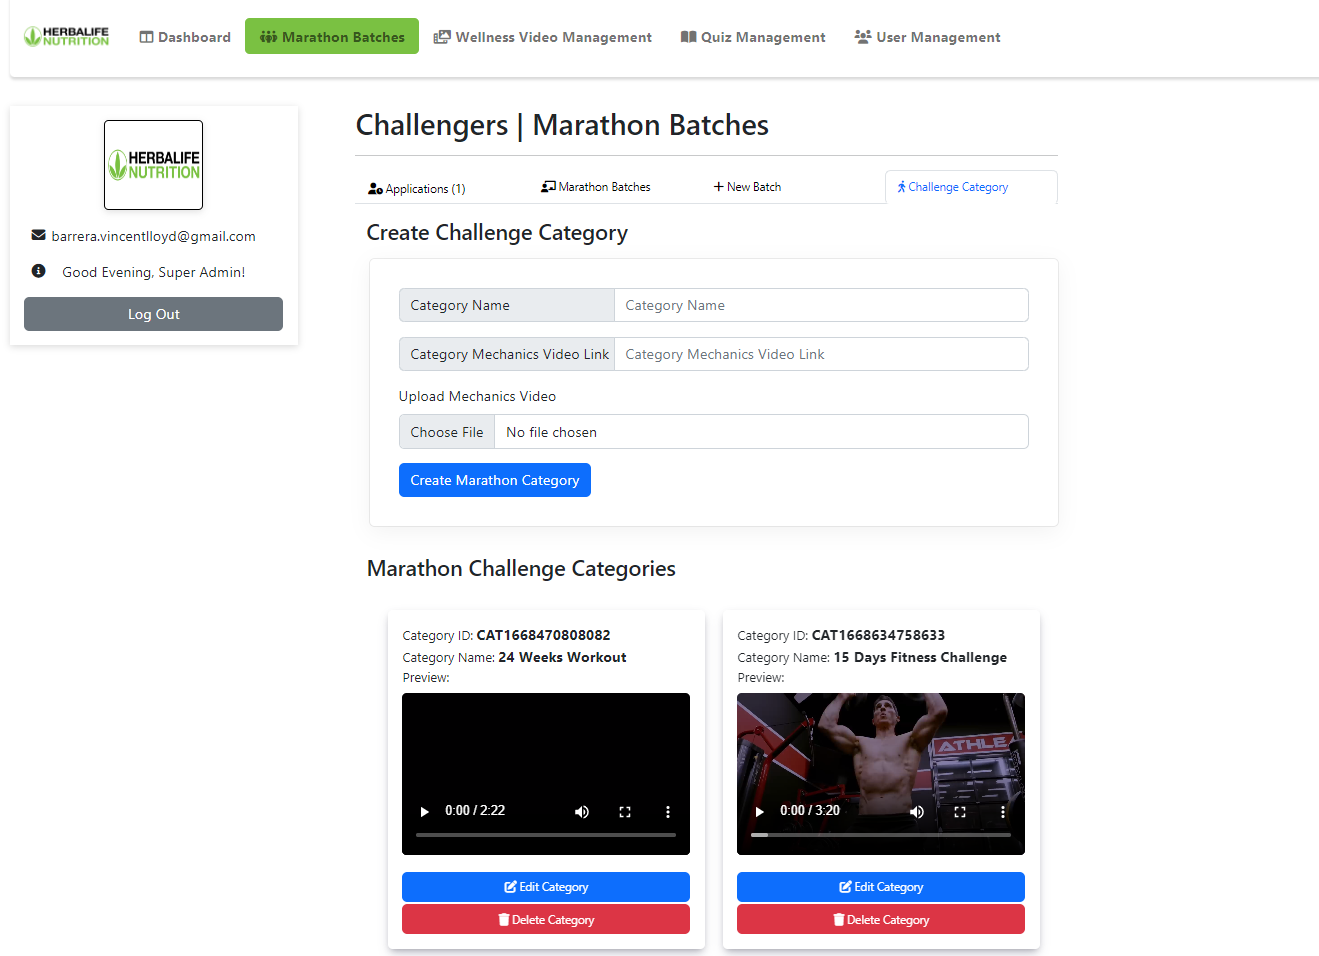 HERBALIFE NUTRITION
Dashboard
Marathon Batches
Wellness Video Management
Quiz Management
User Management
HERBALIFE
NUTRITION
barrera.vincentlloyd@gmail.com
Good Evening, Super Admin!
Log Out
Challengers | Marathon Batches
Applications (1)
Marathon Batches
New Batch
Challenge Category
Create Challenge Category
Category Name
Category Name
Category Mechanics Video Link
Category Mechanics Video Link
Upload Mechanics Video
Choose File
No file chosen
Create Marathon Category
Marathon Challenge Categories
Category ID: CAT1668470808082
Category Name: 24 Weeks Workout
Preview:
0:00 / 2:22
Edit Category
Delete Category
Category ID: CAT1668634758633
Category Name: 15 Days Fitness Challenge
Preview:
ATHLE
0:00 / 3:20
Edit Category
Delete Category